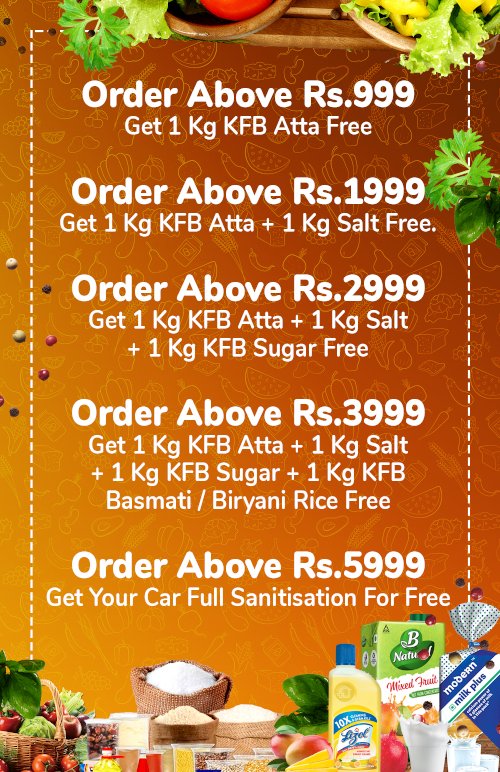 Order Above Rs.999
Get 1 Kg KFB Atta Free
Order Above Rs.1999
Get 1 Kg KFB Atta + 1 Kg Salt Free.
Order Above Rs.2999
Get 1 Kg KFB Atta + 1 Kg Salt
+ 1 Kg KFB Sugar Free
Order Above Rs.3999
Get 1 Kg KFB Atta + 1 Kg Salt
+ 1 Kg KFB Sugar + 1 Kg KFB
Basmati / Biryani Rice Free
Order Above Rs.5999
Get Your Car Full Sanitisation For Free
B
Natural
Mixed Fruit
modern
milk plus
10X
Lizol